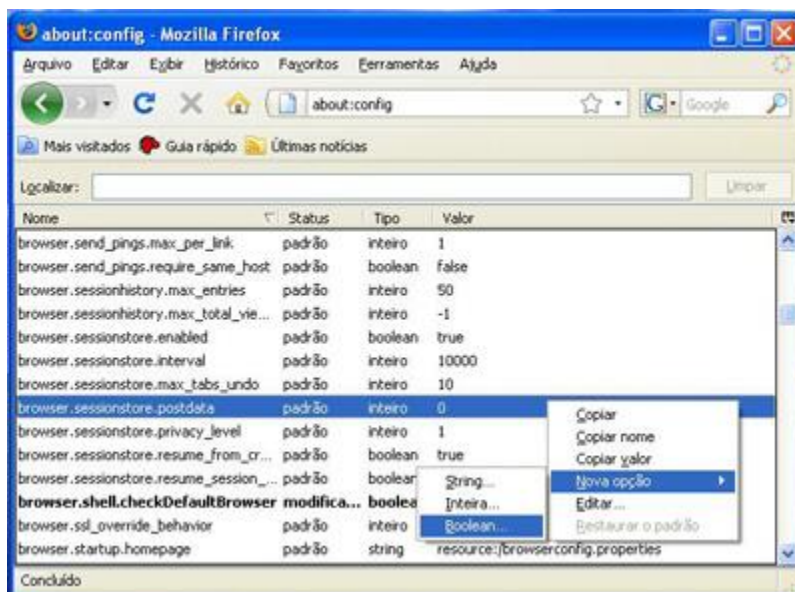 about:config - Mozilla Firefox
Arquivo Editar Exibir Histórico Favoritos Ferramentas Ajuda
about:config G Google
Mais visitados Guia rápido Últimas notícias
Localizar: Limpar
Nome Status Tipo Valor
browser.send_pings.max_per_link padrão inteiro 1
browser.send_pings.require_same_host padrão boolean false
browser.sessionhistory.max_entries padrão inteiro 50
browser.sessionhistory.max_total_vie... padrão inteiro -1
browser.sessionstore.enabled padrão boolean true
browser.sessionstore.interval padrão inteiro 10000
browser.sessionstore.max_tabs_undo padrão inteiro 10
browser.sessionstore.postdata padrão inteiro 0
Copiar
browser.sessionstore.privacy_level padrão inteiro 1 Copiar nome
browser.sessionstore.resume_from_cr... padrão boolean true Copiar valor
browser.sessionstore.resume_session_... padrão boolean String... Nova opção
browser.shell.checkDefaultBrowser modifica... boolea Inteira... Editar...
browser.ssl_override_behavior padrão inteiro Boolean... Restaurar o padrão
browser.startup.homepage padrão string resource:/browserconfig.properties
Concluído